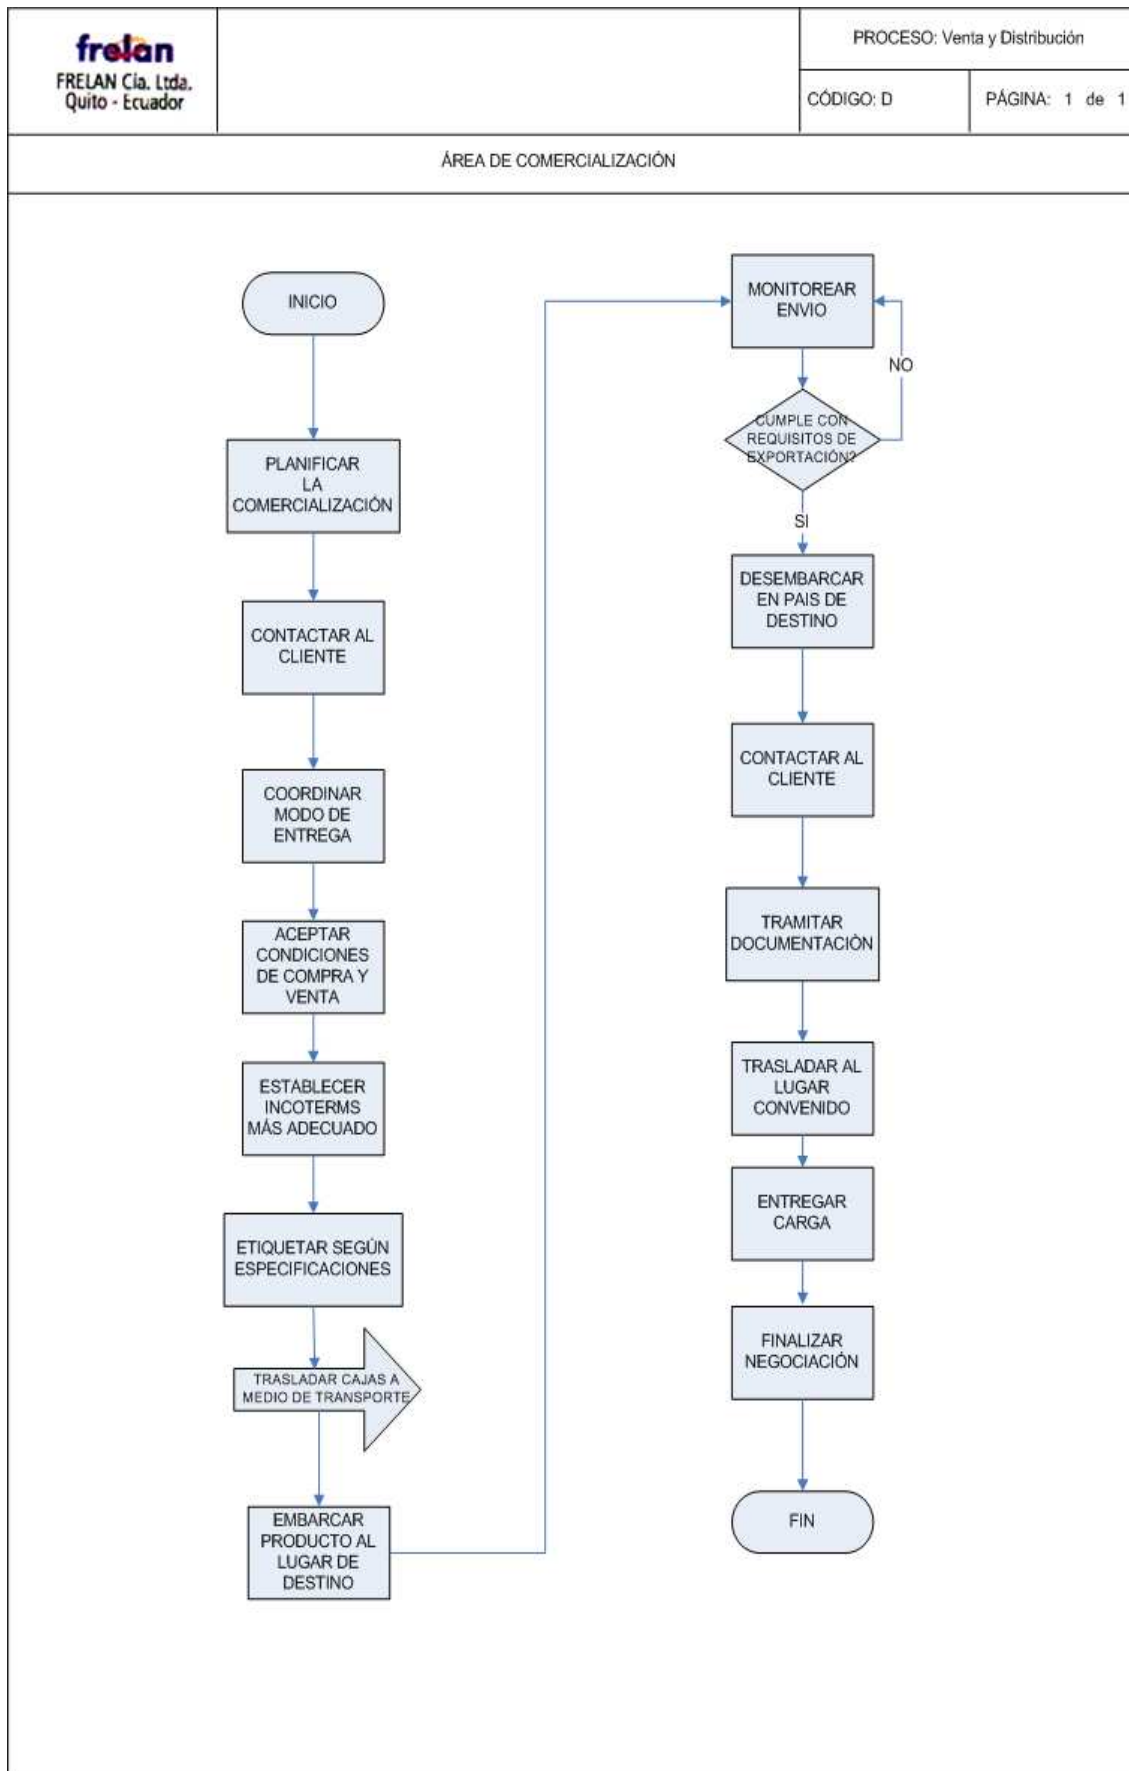 frelan
FRELAN Cía. Ltda.
Quito - Ecuador
PROCESO: Venta y Distribución
CÓDIGO: D
PÁGINA: 1 de 1
ÁREA DE COMERCIALIZACIÓN
INICIO
PLANIFICAR
LA
COMERCIALIZACIÓN
CONTACTAR AL
CLIENTE
COORDINAR
MODO DE
ENTREGA
ACEPTAR
CONDICIONES
DE COMPRA Y
VENTA
ESTABLECER
INCOTERMS
MÁS ADECUADO
ETIQUETAR SEGÚN
ESPECIFICACIONES
TRASLADAR CAJAS A
MEDIO DE TRANSPORTE
EMBARCAR
PRODUCTO AL
LUGAR DE
DESTINO
MONITOREAR
ENVIO
NO
CUMPLE CON
REQUISITOS DE
EXPORTACIÓN?
SI
DESEMBARCAR
EN PAIS DE
DESTINO
CONTACTAR AL
CLIENTE
TRAMITAR
DOCUMENTACIÒN
TRASLADAR AL
LUGAR
CONVENIDO
ENTREGAR
CARGA
FINALIZAR
NEGOCIACIÓN
FIN